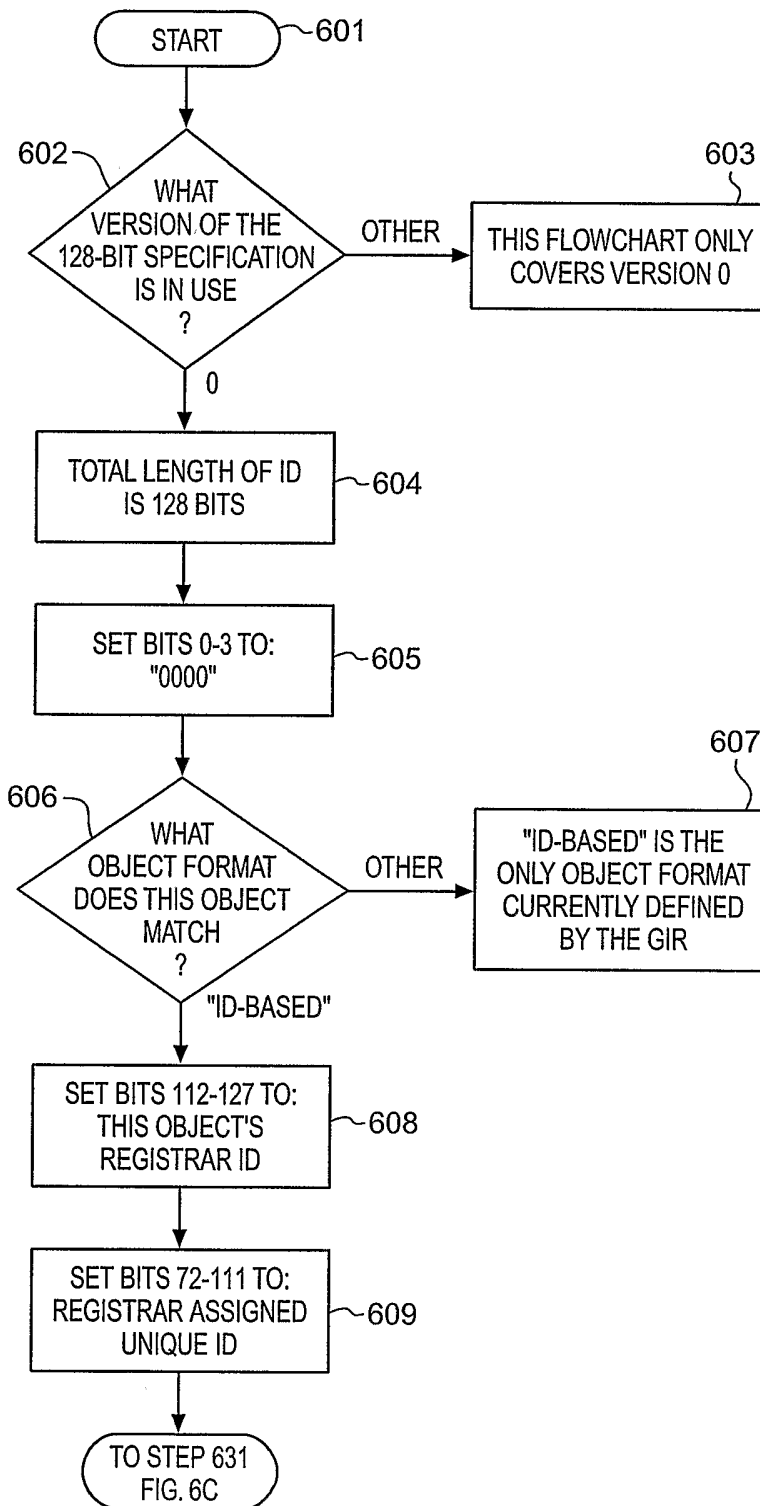 START
601
602
WHAT
VERSION OF THE
128-BIT SPECIFICATION
IS IN USE
?
OTHER
603
THIS FLOWCHART ONLY
COVERS VERSION 0
0
TOTAL LENGTH OF ID
IS 128 BITS
604
SET BITS 0-3 TO:
"0000"
605
606
WHAT
OBJECT FORMAT
DOES THIS OBJECT
MATCH
?
OTHER
607
"ID-BASED" IS THE
ONLY OBJECT FORMAT
CURRENTLY DEFINED
BY THE GIR
"ID-BASED"
SET BITS 112-127 TO:
THIS OBJECT'S
REGISTRAR ID
608
SET BITS 72-111 TO:
REGISTRAR ASSIGNED
UNIQUE ID
609
TO STEP 631
FIG. 6C